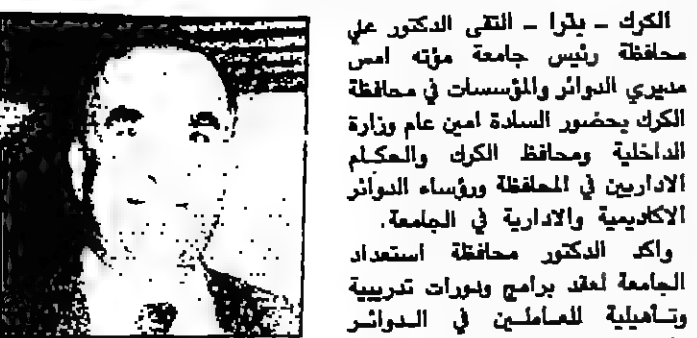 الكرك – بترا – التقى الدكتور علي
محافظة رئيس جامعة مؤته امس
مديري الدوائر والمؤسسات في محافظة
الكرك بحضور السادة امين عام وزارة
الداخلية ومحافظ الكرك والحكام
الاداريين في المحافظة ورؤساء الدوائر
الاكاديمية والادارية في الجامعة.
واكد الدكتور محافظة استعداد
الجامعة لعقد برامج ودورات تدريبية
وتأهيلية للعاملين في الدوائر